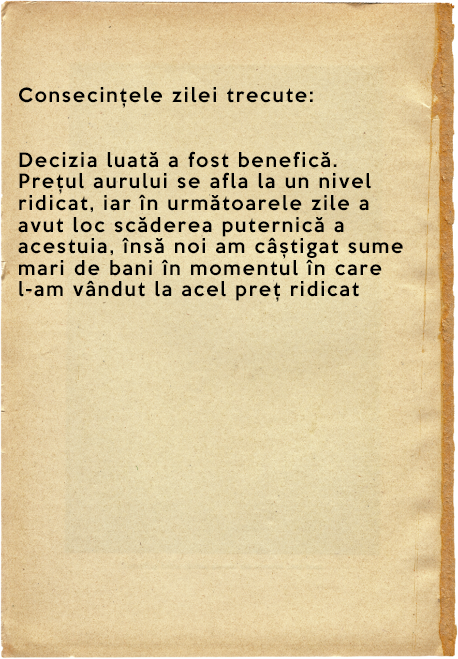 Consecințele zilei trecute:
Decizia luată a fost benefică.
Prețul aurului se afla la un nivel
ridicat, iar în următoarele zile a
avut loc scăderea puternică a
acestuia, însă noi am câștigat sume
mari de bani în momentul în care
l-am vândut la acel preț ridicat